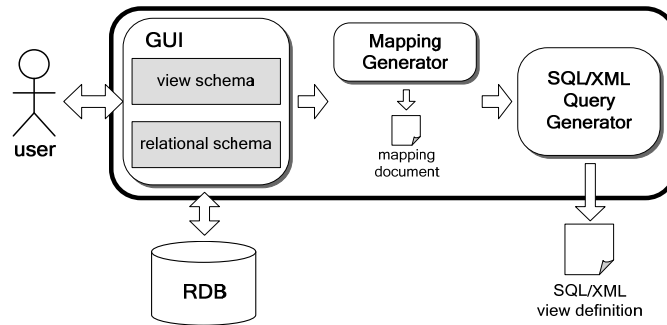 GUI
view schema
relational schema
user
RDB
Mapping
Generator
mapping
document
SQL/XML
Query
Generator
SQL/XML
view definition